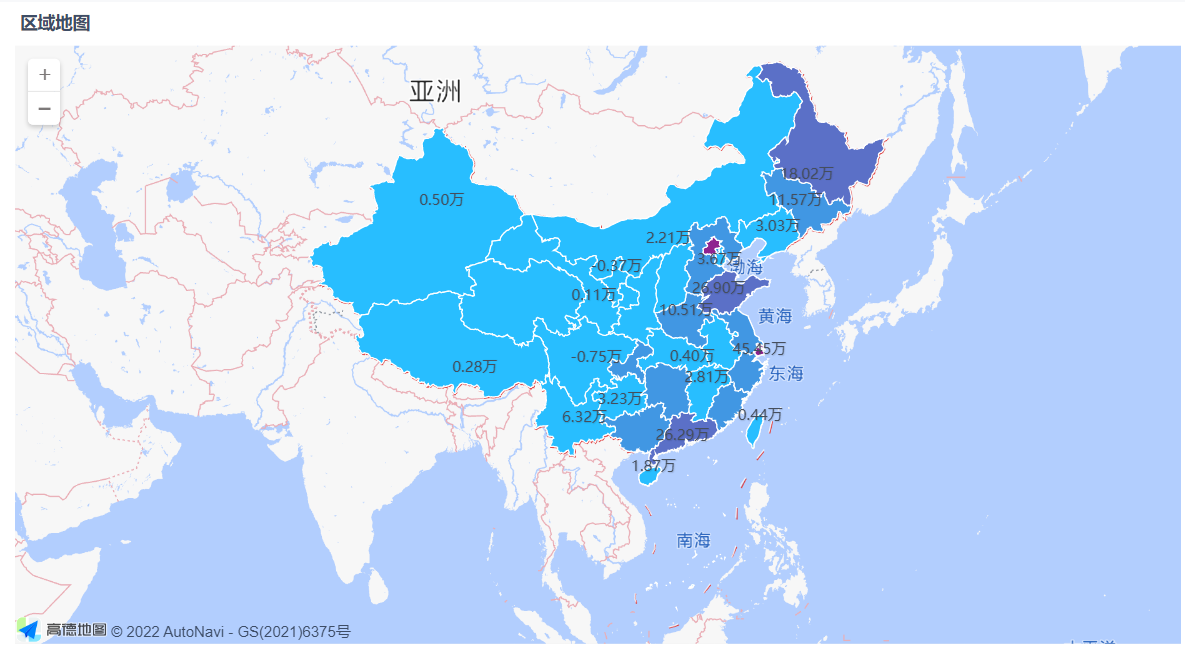 区域地图
+
亚洲
−
18.02万
0.50万
11.57万
3.03万
2.21万
3.67万
渤海
-0.37万
26.90万
0.11万
10.51万
黄海
45.45万
0.40万
-0.75万
0.28万
东海
2.81万
3.23万
0.44万
6.32万
26.29万
1.87万
南海
高德地图 © 2022 AutoNavi - GS(2021)6375号